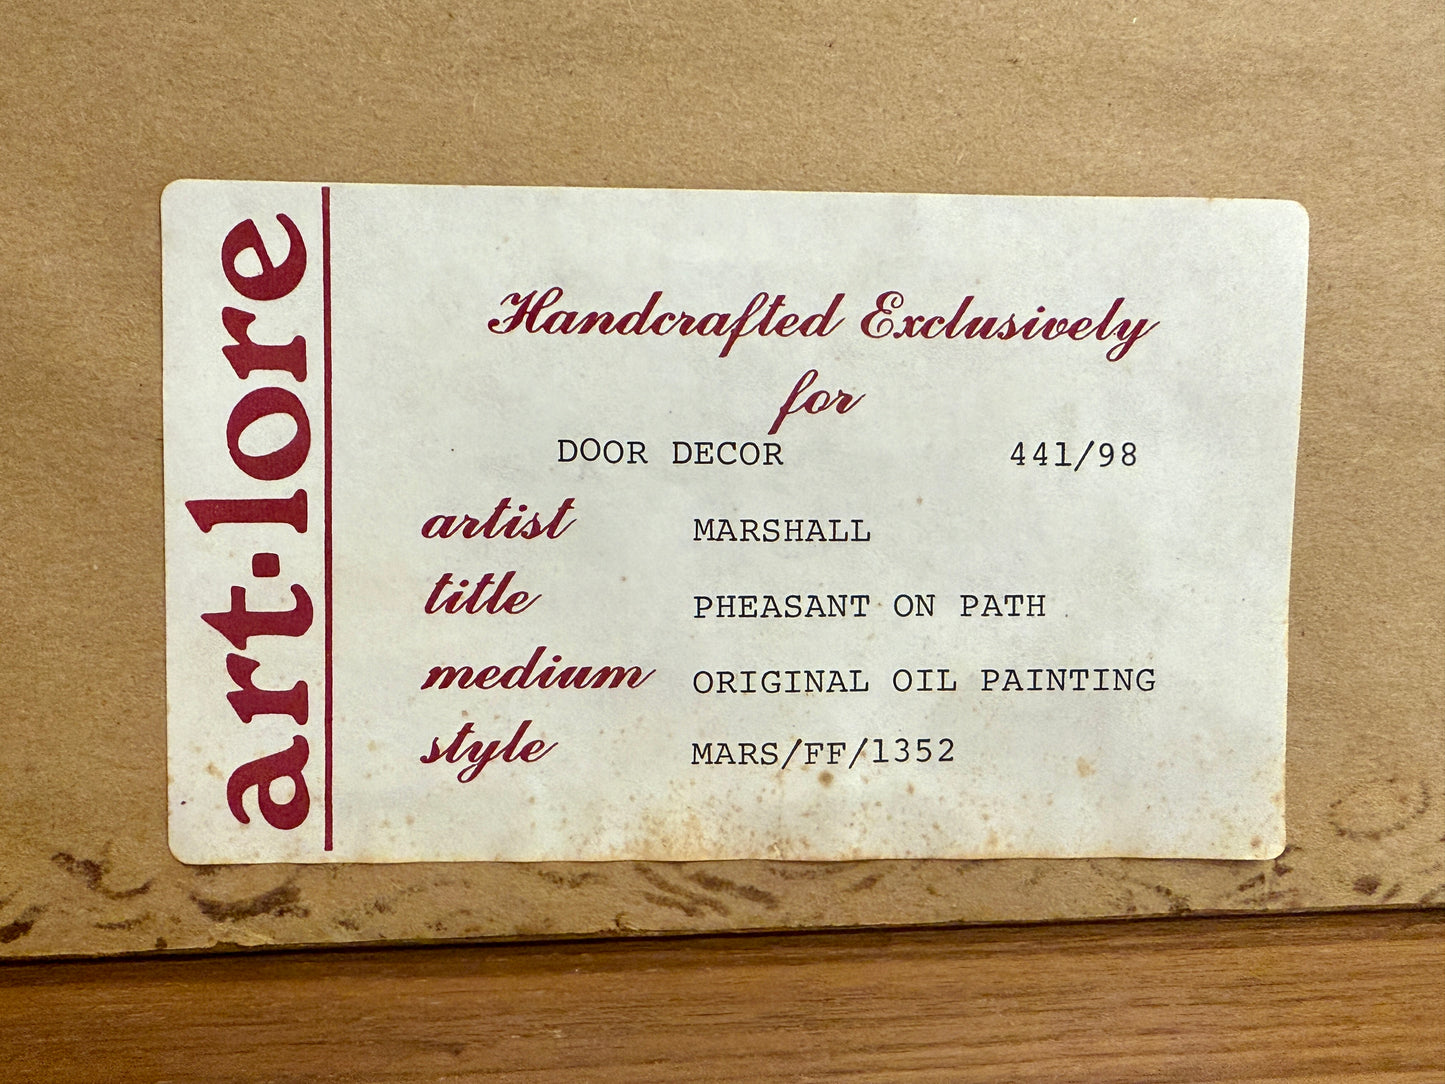 art·lore
Handcrafted Exclusively
for
DOOR DECOR 441/98
artist MARSHALL
title PHEASANT ON PATH
medium ORIGINAL OIL PAINTING
style MARS/FF/1352